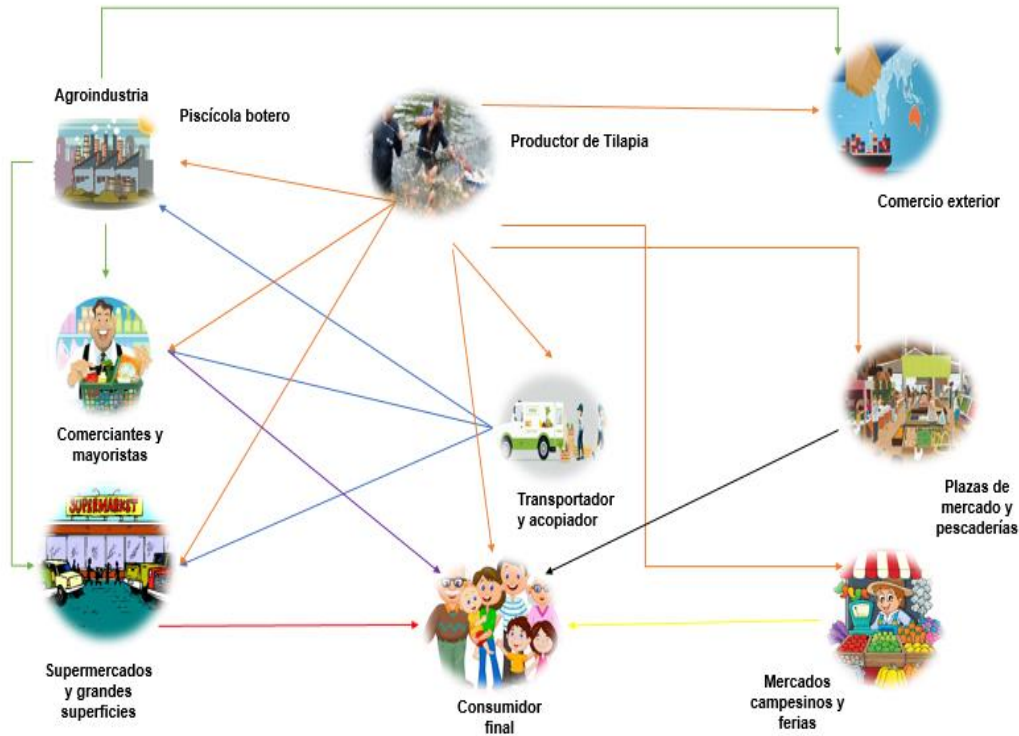 Agroindustria
Piscícola botero
Productor de Tilapia
Comercio exterior
Comerciantes y
mayoristas
Transportador
y acopiador
Plazas de
mercado y
pescaderías
SUPERMARKET
Supermercados
y grandes
superficies
Consumidor
final
Mercados
campesinos y
ferias